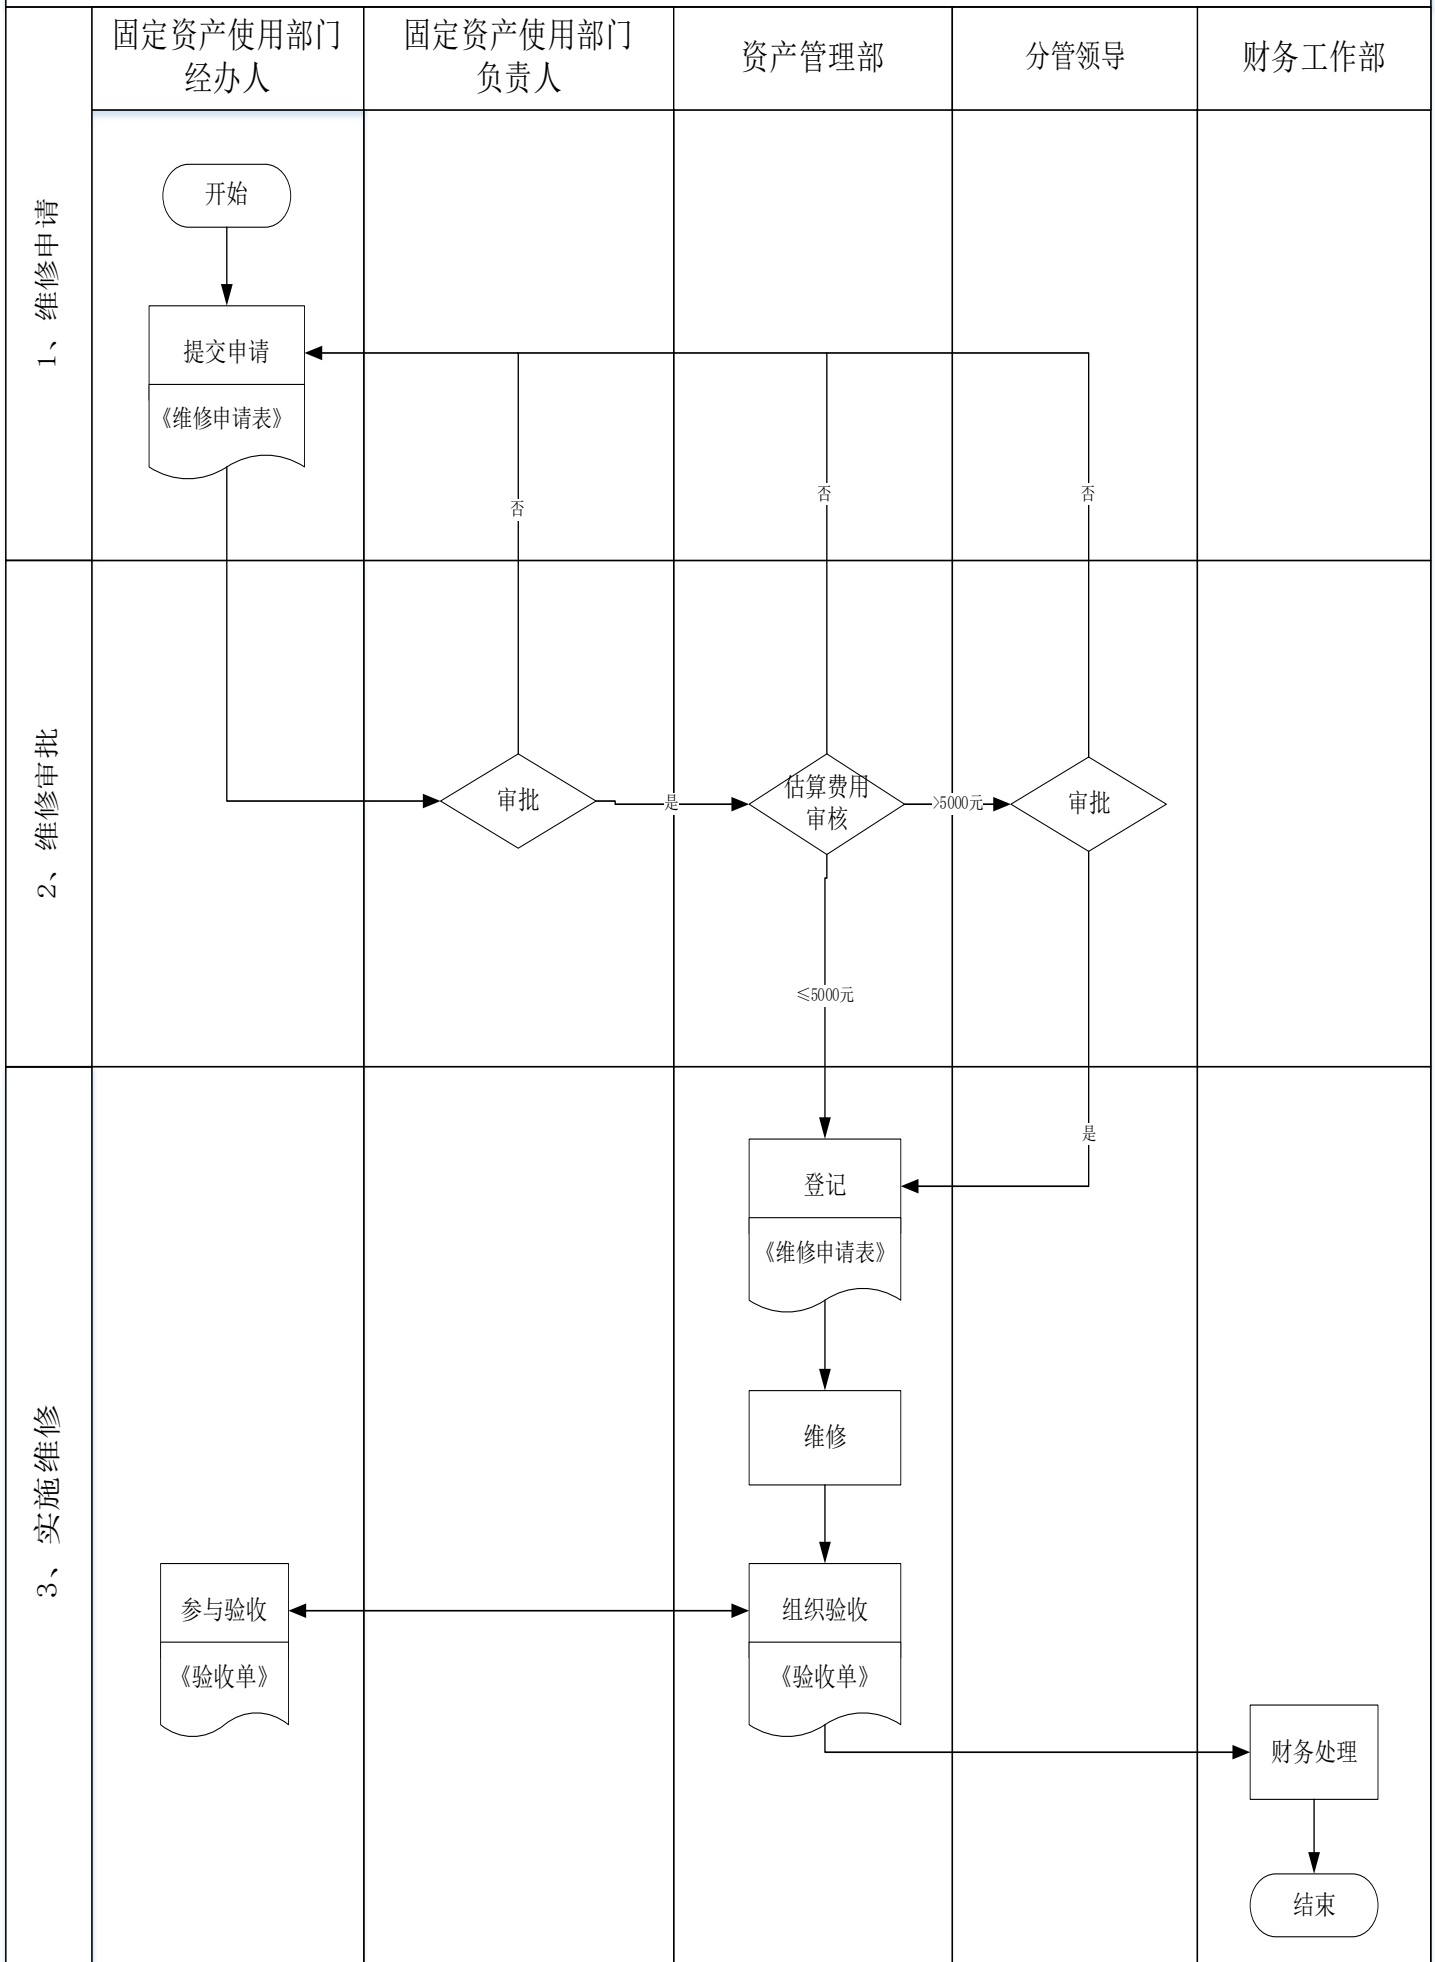 固定资产使用部门
经办人
固定资产使用部门
负责人
资产管理部
分管领导
财务工作部
1、维修申请
开始
提交申请
《维修申请表》
否
否
否
2、维修审批
审批
是
估算费用
审核
>5000元
审批
≤5000元
3、实施维修
是
登记
《维修申请表》
维修
参与验收
《验收单》
组织验收
《验收单》
财务处理
结束